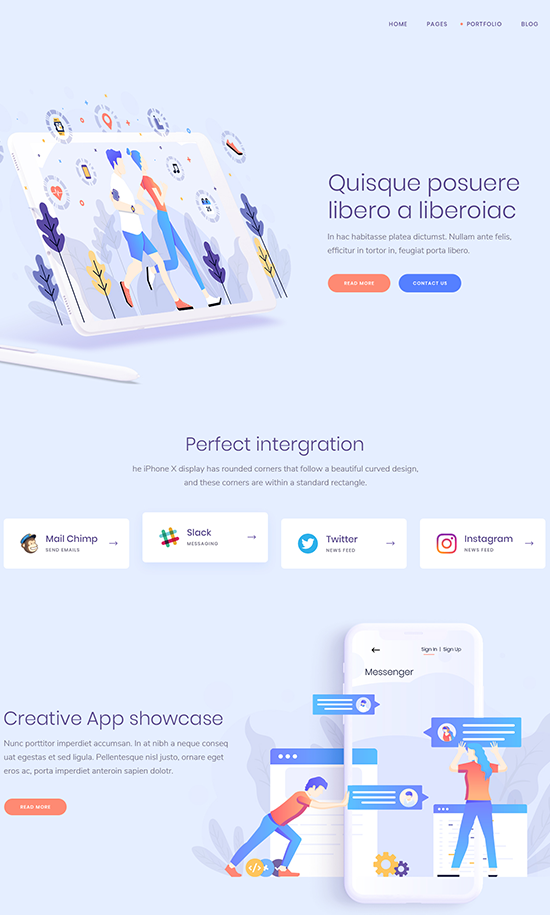 HOME PAGES PORTFOLIO BLOG
Quisque posuere
libero a liberoiac
In hac habitasse platea dictumst. Nullam ante felis,
efficitur in tortor in, feugiat porta libero.
READ MORE CONTACT US
Perfect intergration
he iPhone X display has rounded corners that follow a beautiful curved design,
and these corners are within a standard rectangle.
Mail Chimp
SEND EMAILS
Slack
MESSAGING
Twitter
NEWS FEED
Instagram
NEWS FEED
Sign In | Sign Up
Messenger
Creative App showcase
Nunc porttitor imperdiet accumsan. In at nibh a neque conseq
uat egestas et sed ligula. Pellentesque nisl justo, ornare eget
eros ac, porta imperdiet anteroin sapien dolotr.
READ MORE